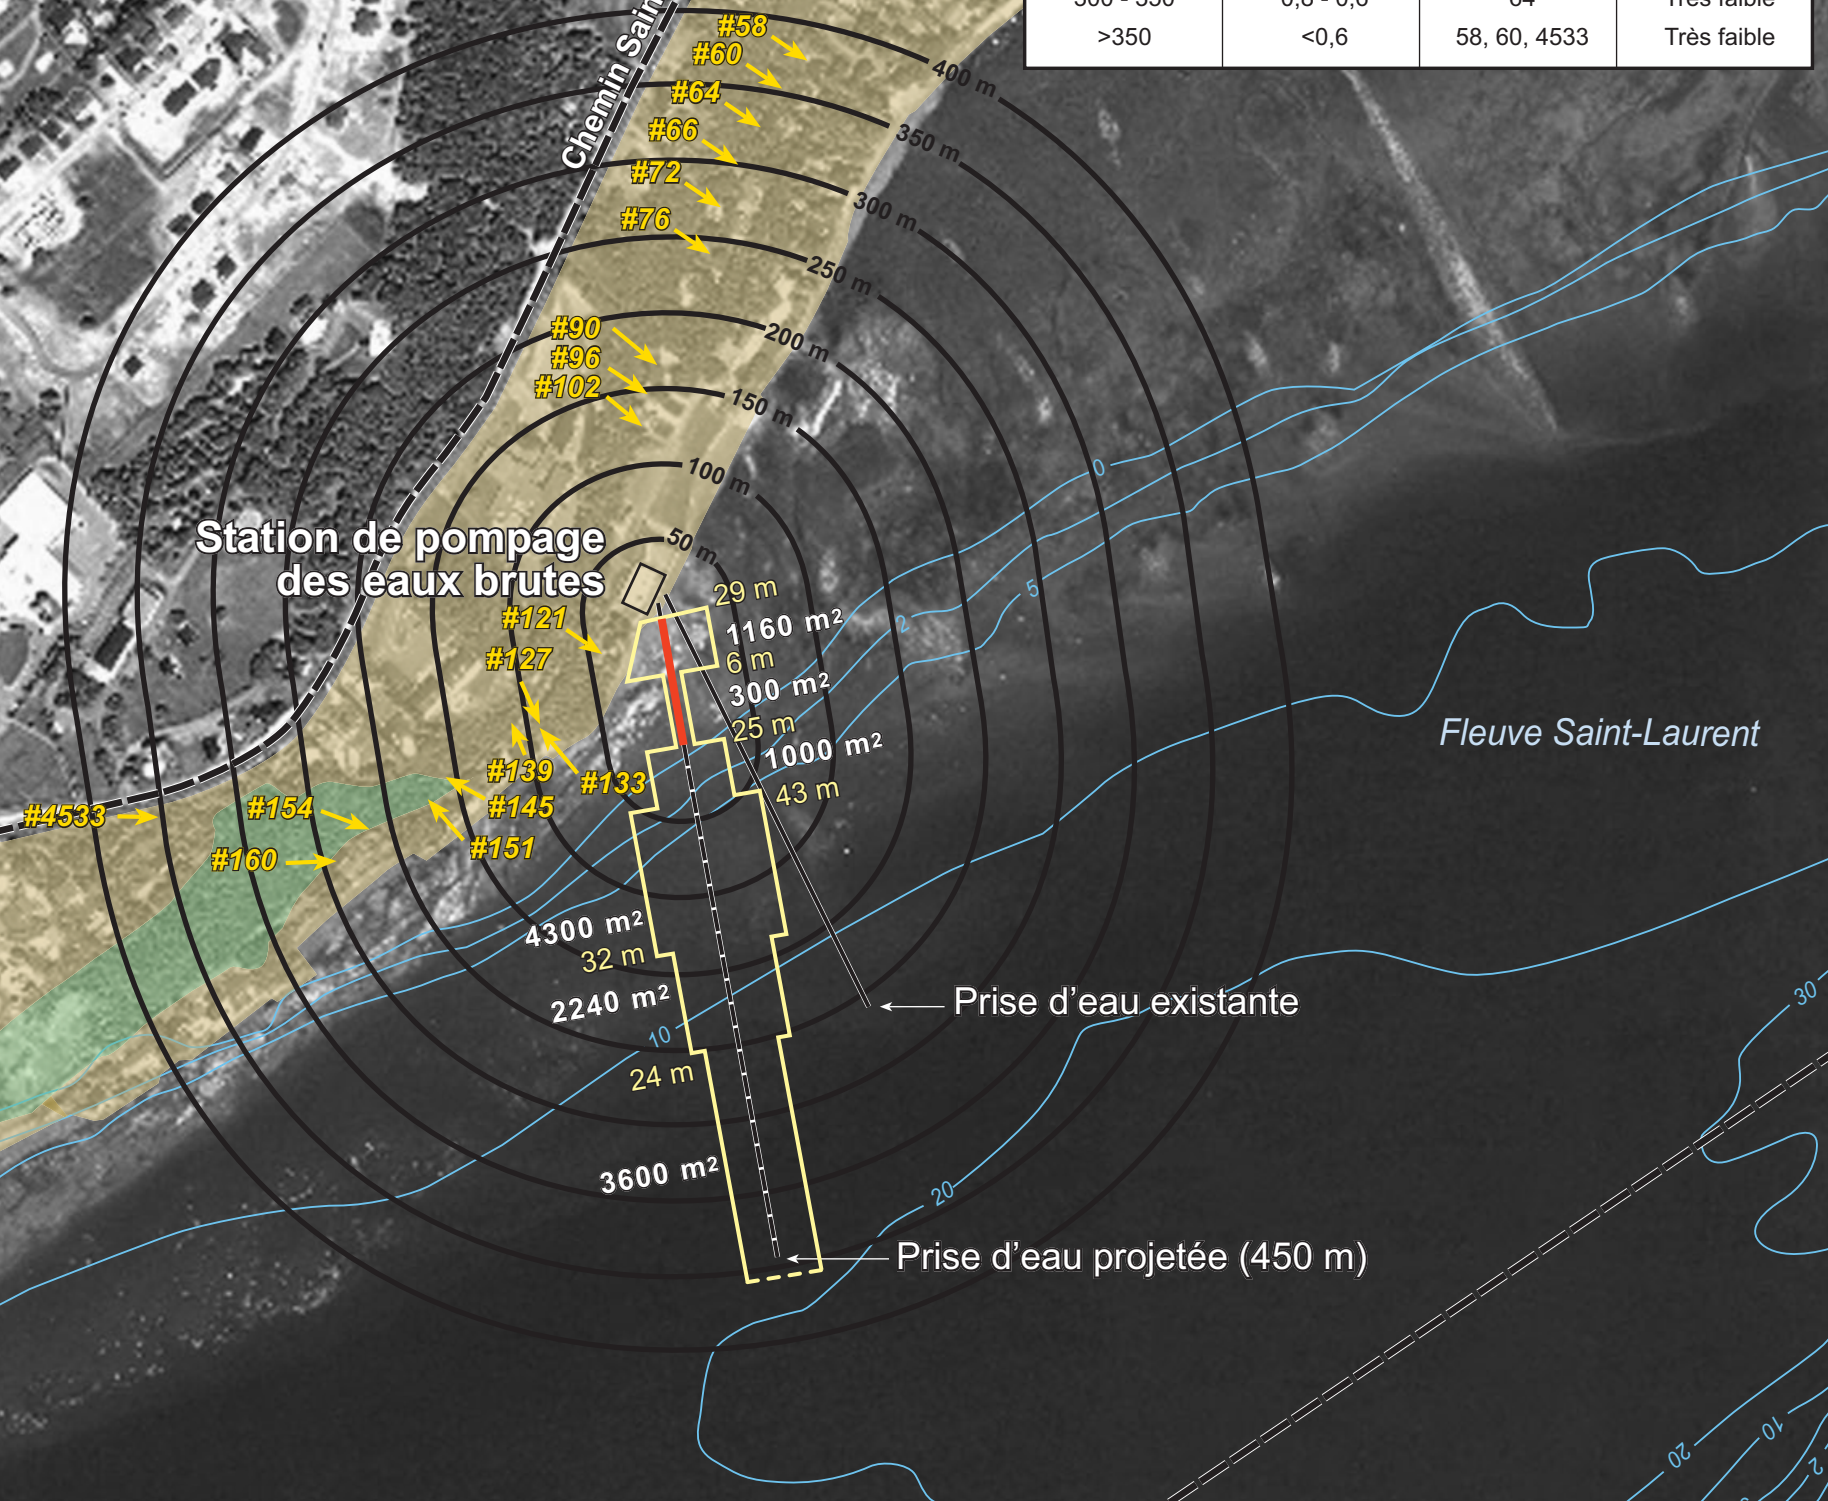 >350 <0,6 58, 60, 4533 Très faible
#58
#60
#64
#66
#72
#76
#90
#96
#102
400 m
350 m
300 m
250 m
200 m
150 m
100 m
50 m
Station de pompage
des eaux brutes
#121
#127
#139
#133
#145
#151
#154
#160
#4533
29 m
1160 m2
6 m
300 m2
25 m
1000 m2
43 m
4300 m2
32 m
2240 m2
24 m
3600 m2
0
2
5
10
20
30
20
10
2
Fleuve Saint-Laurent
Prise d'eau existante
Prise d'eau projetée (450 m)